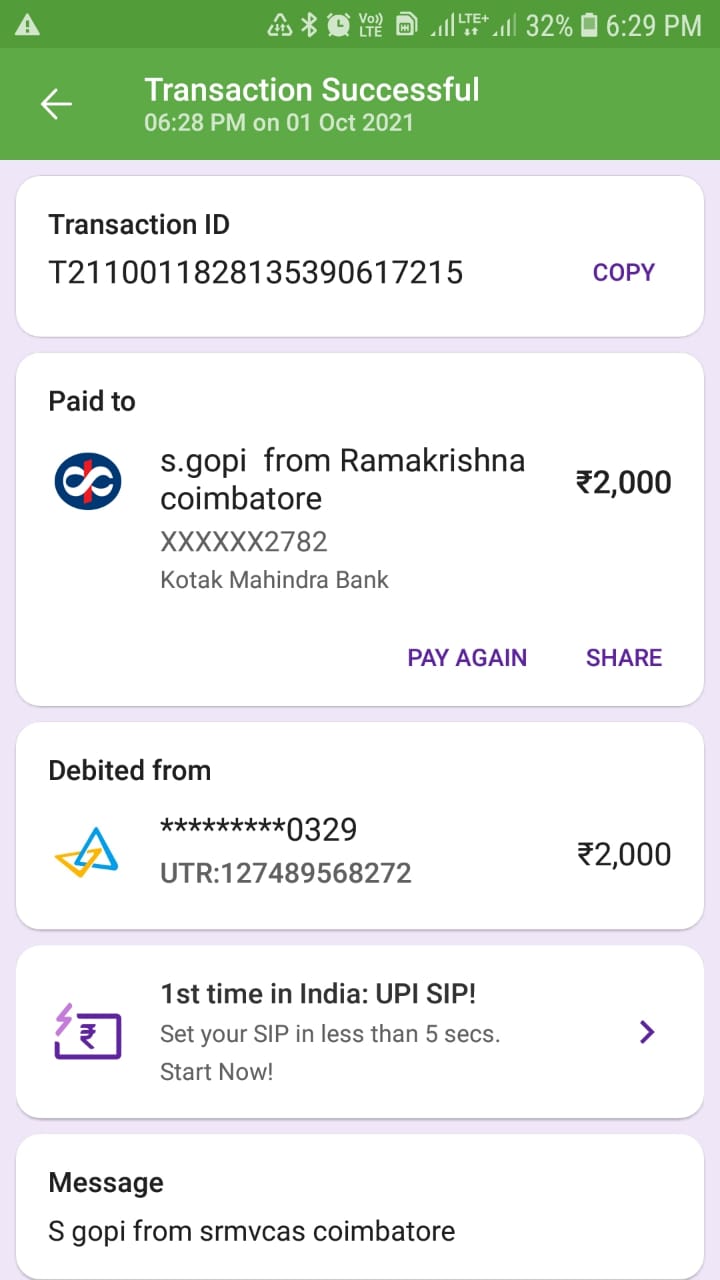 Vo)) LTE LTE+ 32% 6:29 PM
Transaction Successful
06:28 PM on 01 Oct 2021
Transaction ID
T2110011828135390617215 COPY
Paid to
s.gopi  from Ramakrishna
coimbatore
₹2,000
XXXXXX2782
Kotak Mahindra Bank
PAY AGAIN SHARE
Debited from
*********0329
UTR:127489568272
₹2,000
1st time in India: UPI SIP!
Set your SIP in less than 5 secs.
Start Now!
Message
S gopi from srmvcas coimbatore